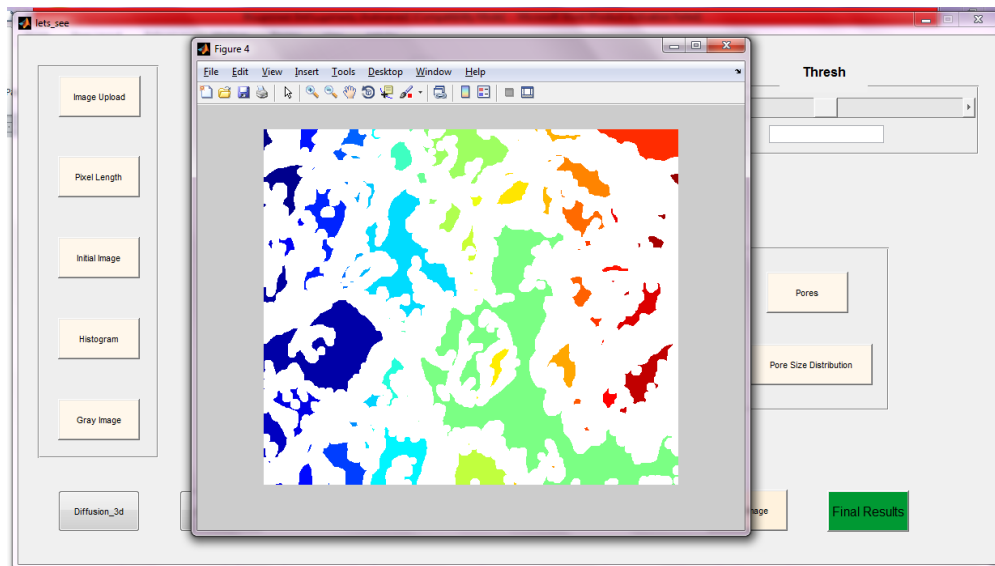 lets_see
Figure 4
File Edit View Insert Tools Desktop Window Help
Thresh
Image Upload
Pixel Length
Initial Image
Histogram
Gray Image
Pores
Pore Size Distribution
Diffusion_3d
Final Results